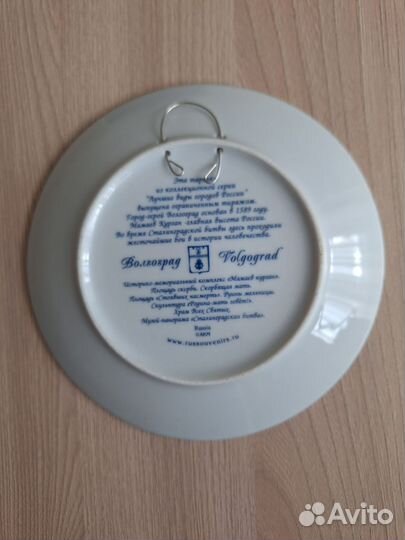 Эта
из коллекционной серии
"Лучшие виды городов России"
выпущена ограниченным тиражом.
Город-герой Волгоград основан в 1589 году.
Мамаев Курган -главная высота России.
Во время Сталинградской битвы здесь проходили
жесточайшие бои в истории человечества.
Волгоград Volgograd
Историко-мемориальный комплекс «Мамаев курган».
Площадь скорби. Скорбящая мать.
Площадь «Стоявших насмерть». Руины мельницы.
Скульптура «Родина-мать зовёт!».
Храм Всех Святых.
Музей-панорама «Сталинградская битва».
Russia
www.russouvenirs.ru
Avito